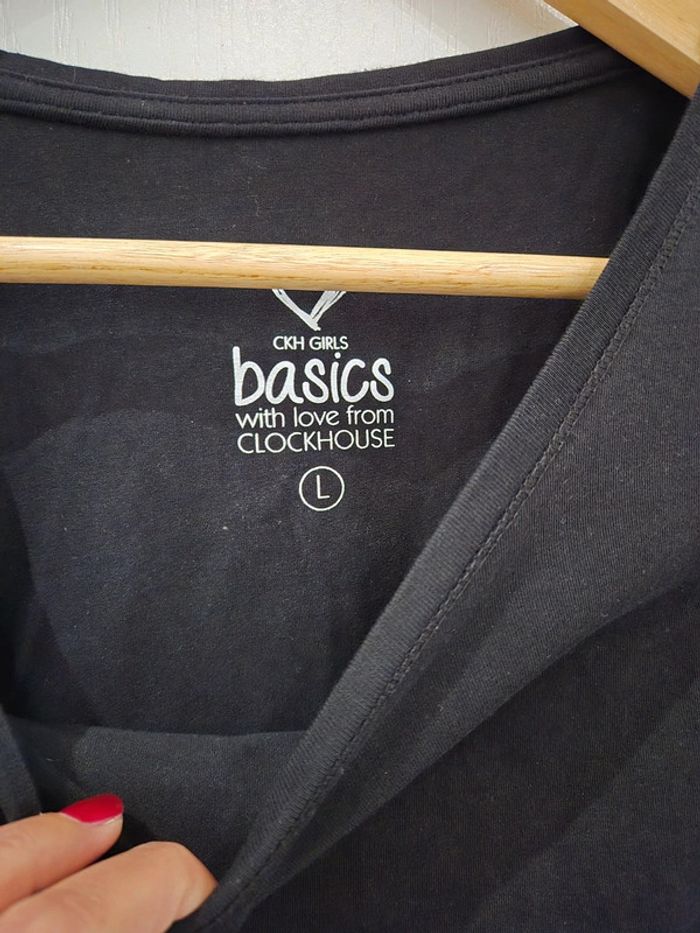 CKH GIRLS
basics
with love from
CLOCKHOUSE
L